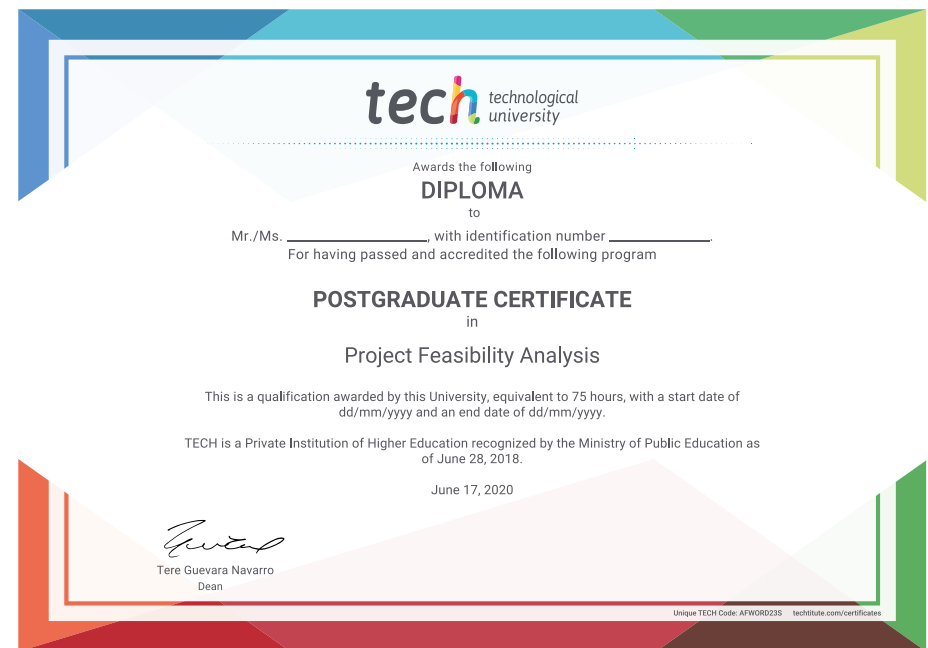 tech technological
university
Awards the following
DIPLOMA
to
Mr./Ms. ____________________, with identification number ______________.
For having passed and accredited the following program
POSTGRADUATE CERTIFICATE
in
Project Feasibility Analysis
This is a qualification awarded by this University, equivalent to 75 hours, with a start date of
dd/mm/yyyy and an end date of dd/mm/yyyy.
TECH is a Private Institution of Higher Education recognized by the Ministry of Public Education as
of June 28, 2018.
June 17, 2020
Tere Guevara Navarro
Dean
Unique TECH Code: AFWORD23S techtitute.com/certificates